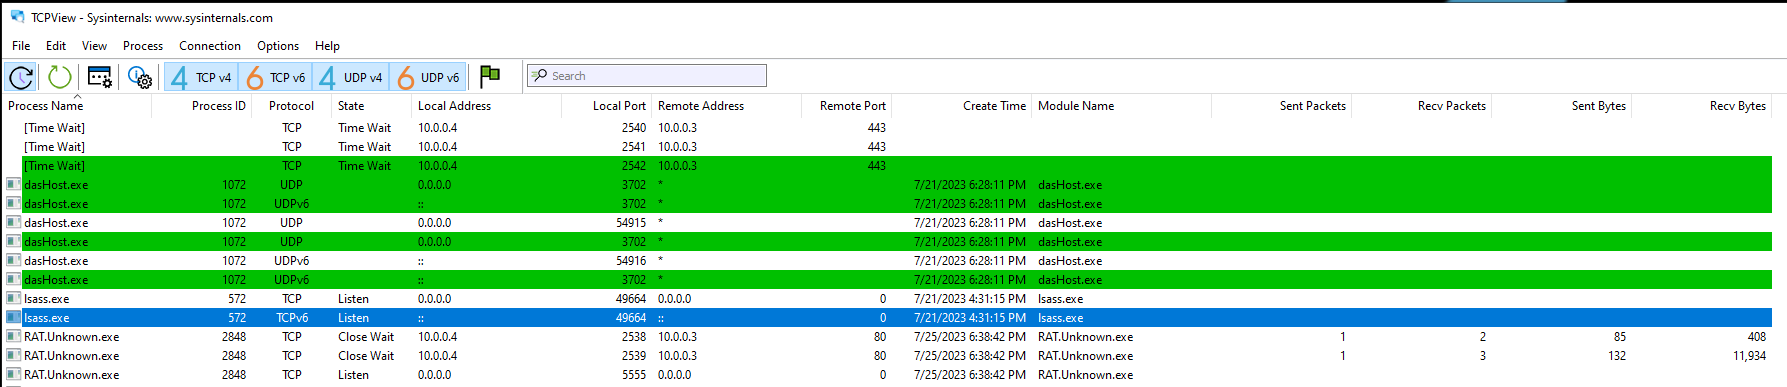 TCPView - Sysinternals: www.sysinternals.com
File Edit View Process Connection Options Help
4 TCP v4 6 TCP v6 4 UDP v4 6 UDP v6 Search
Process Name Process ID Protocol State Local Address Local Port Remote Address Remote Port Create Time Module Name Sent Packets Recv Packets Sent Bytes Recv Bytes
[Time Wait] TCP Time Wait 10.0.0.4 2540 10.0.0.3 443
[Time Wait] TCP Time Wait 10.0.0.4 2541 10.0.0.3 443
[Time Wait] TCP Time Wait 10.0.0.4 2542 10.0.0.3 443
dasHost.exe 1072 UDP 0.0.0.0 3702 * 7/21/2023 6:28:11 PM dasHost.exe
dasHost.exe 1072 UDPv6 :: 3702 * 7/21/2023 6:28:11 PM dasHost.exe
dasHost.exe 1072 UDP 0.0.0.0 54915 * 7/21/2023 6:28:11 PM dasHost.exe
dasHost.exe 1072 UDP 0.0.0.0 3702 * 7/21/2023 6:28:11 PM dasHost.exe
dasHost.exe 1072 UDPv6 :: 54916 * 7/21/2023 6:28:11 PM dasHost.exe
dasHost.exe 1072 UDPv6 :: 3702 * 7/21/2023 6:28:11 PM dasHost.exe
lsass.exe 572 TCP Listen 0.0.0.0 49664 0.0.0.0 0 7/21/2023 4:31:15 PM lsass.exe
lsass.exe 572 TCPv6 Listen :: 49664 :: 0 7/21/2023 4:31:15 PM lsass.exe
RAT.Unknown.exe 2848 TCP Close Wait 10.0.0.4 2538 10.0.0.3 80 7/25/2023 6:38:42 PM RAT.Unknown.exe 1 2 85 408
RAT.Unknown.exe 2848 TCP Close Wait 10.0.0.4 2539 10.0.0.3 80 7/25/2023 6:38:42 PM RAT.Unknown.exe 1 3 132 11,934
RAT.Unknown.exe 2848 TCP Listen 0.0.0.0 5555 0.0.0.0 0 7/25/2023 6:38:42 PM RAT.Unknown.exe